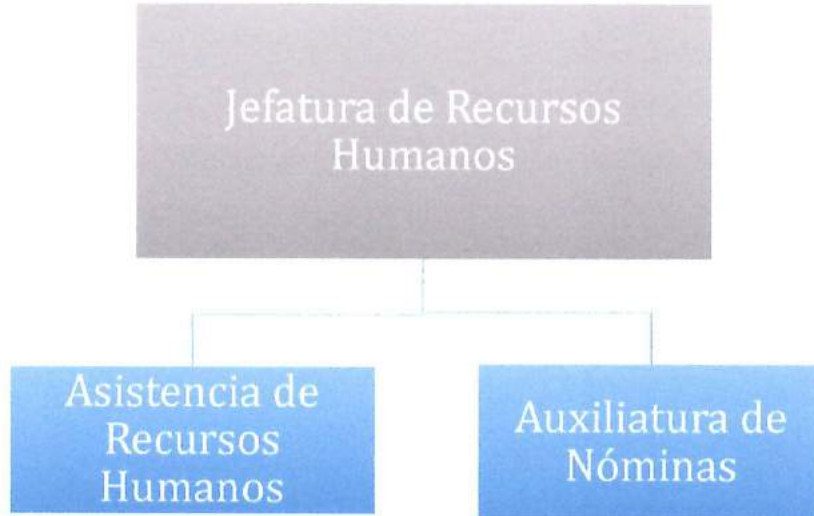 Jefatura de Recursos
Humanos
Asistencia de
Recursos
Humanos
Auxiliatura de
Nóminas